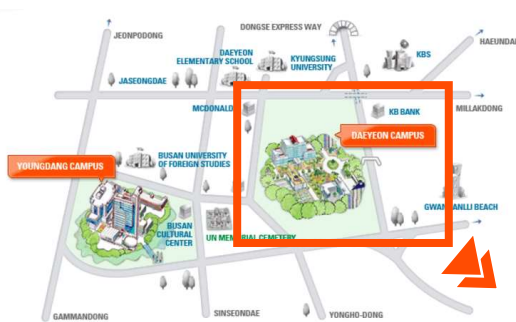 DONGSE EXPRESS WAY
JEONPODONG
HAEUNDAI
DAEYEON
ELEMENTARY SCHOOL
KYUNGSUNG
UNIVERSITY
KBS
JASEONGDAE
MCDONALD
KB BANK
MILLAKDONG
DAEYEON CAMPUS
BUSAN UNIVERSITY
OF FOREIGN STUDIES
YOUNGDANG CAMPUS
GWANGANLLI BEACH
BUSAN
CULTURAL
CENTER
UN MEMORIAL CEMETERY
GAMMANDONG
SINSEONDAE
YONGHO-DONG